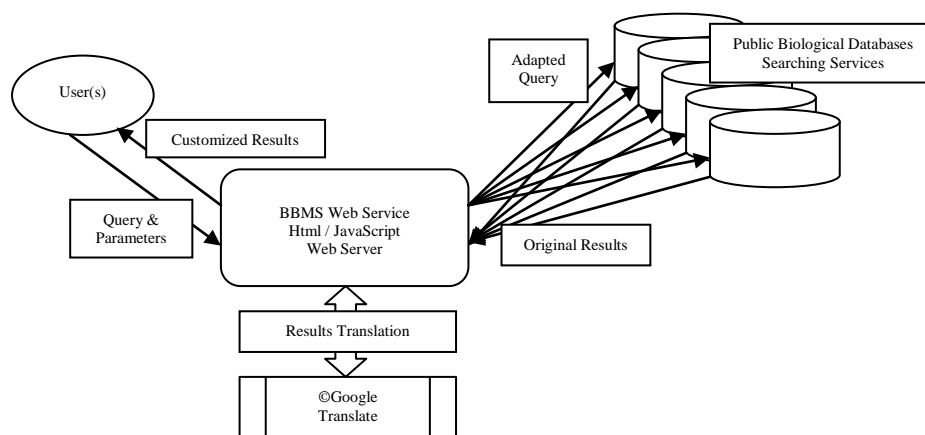 Public Biological Databases
Searching Services
Adapted
Query
User(s)
Customized Results
Query &
Parameters
BBMS Web Service
Html / JavaScript
Web Server
Original Results
Results Translation
©Google
Translate